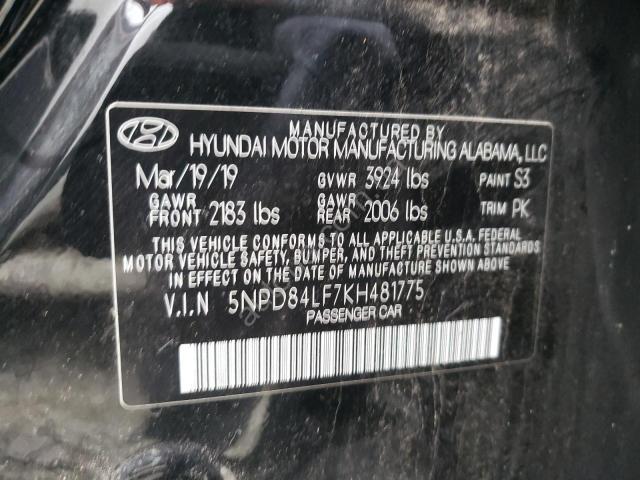 MANUFACTURED BY
HYUNDAI MOTOR MANUFACTURING ALABAMA, LLC
Mar/19/19 GVWR 3924 lbs PAINT S3
GAWR FRONT 2183 lbs GAWR REAR 2006 lbs TRIM PK
THIS VEHICLE CONFORMS TO ALL APPLICABLE U.S.A. FEDERAL
MOTOR VEHICLE SAFETY, BUMPER, AND THEFT PREVENTION STANDARDS
IN EFFECT ON THE DATE OF MANUFACTURE SHOWN ABOVE.
V.I.N 5NPD84LF7KH481775
PASSENGER CAR